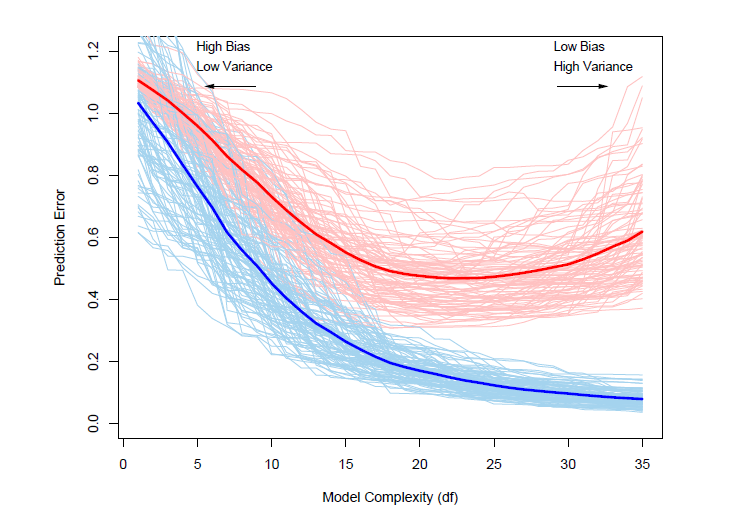 High Bias
Low Variance
Low Bias
High Variance
Prediction Error
0.0
0.2
0.4
0.6
0.8
1.0
1.2
0 5 10 15 20 25 30 35
Model Complexity (df)